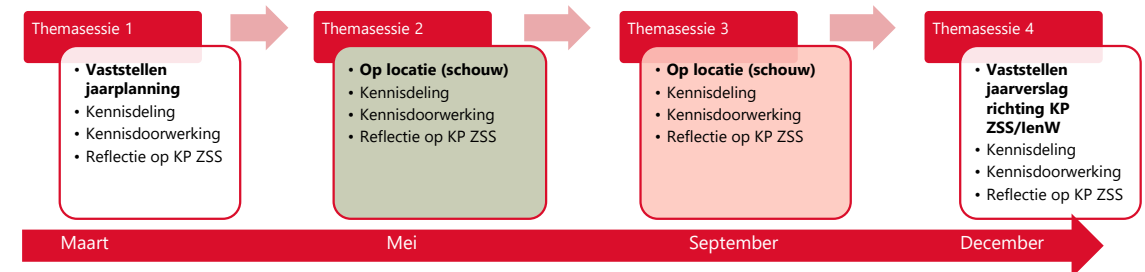 Themasessie 1
• Vaststellen
jaarplanning
• Kennisdeling
• Kennisdoorwerking
• Reflectie op KP ZSS
Themasessie 2
• Op locatie (schouw)
• Kennisdeling
• Kennisdoorwerking
• Reflectie op KP ZSS
Themasessie 3
• Op locatie (schouw)
• Kennisdeling
• Kennisdoorwerking
• Reflectie op KP ZSS
Themasessie 4
• Vaststellen
jaarverslag
richting KP
ZSS/IenW
• Kennisdeling
• Kennisdoorwerking
• Reflectie op KP ZSS
Maart
Mei
September
December